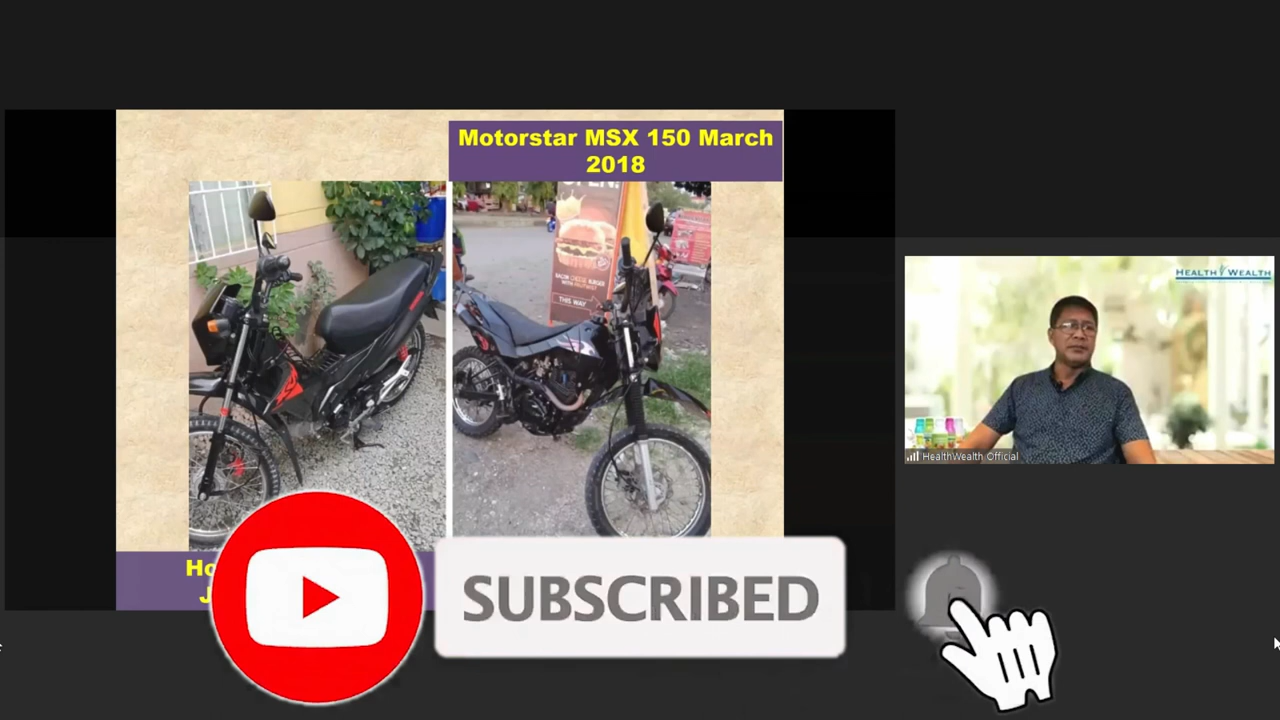 Motorstar MSX 150 March
2018
HEALTH WEALTH
BACON CHEESE BURGER
THIS WAY
HealthWealth Official
SUBSCRIBED